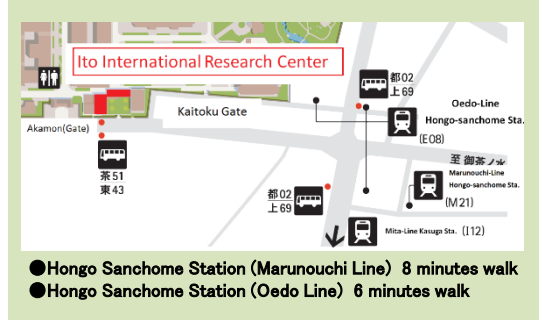 Ito International Research Center
都02
上69
Oedo-Line
Hongo-sanchome Sta.
(E08)
Kaitoku Gate
Akamon(Gate)
茶51
東43
至 御茶ノ水
Marunouchi-Line
Hongo-sanchome Sta.
(M21)
都02
上69
Mita-Line Kasuga Sta. (I12)
●Hongo Sanchome Station (Marunouchi Line) 8 minutes walk
●Hongo Sanchome Station (Oedo Line) 6 minutes walk